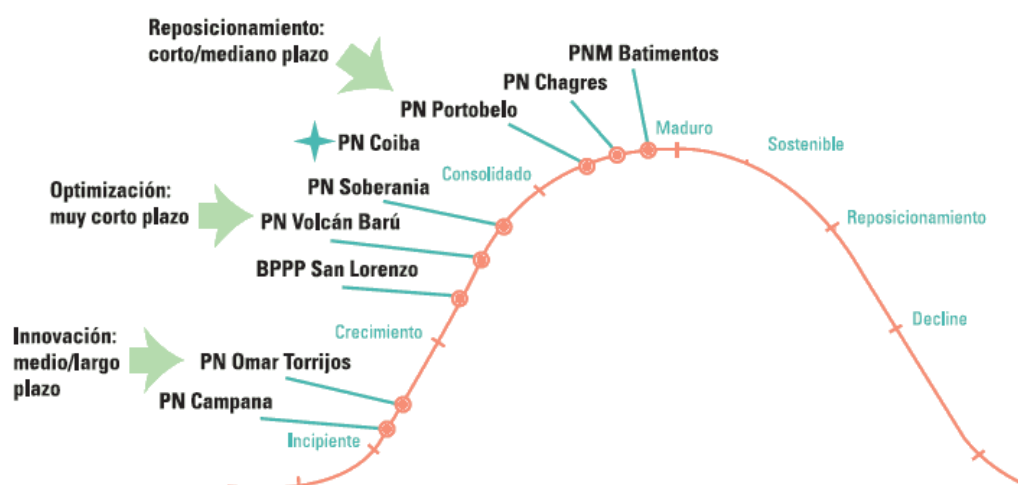 Reposicionamiento:
corto/mediano plazo
PNM Batimentos
PN Chagres
PN Portobelo
Maduro
Sostenible
PN Coiba
Consolidado
PN Soberania
Optimización:
muy corto plazo
PN Volcán Barú
Reposicionamiento
BPPP San Lorenzo
Decline
Crecimiento
Innovación:
medio/largo
plazo
PN Omar Torrijos
PN Campana
Incipiente